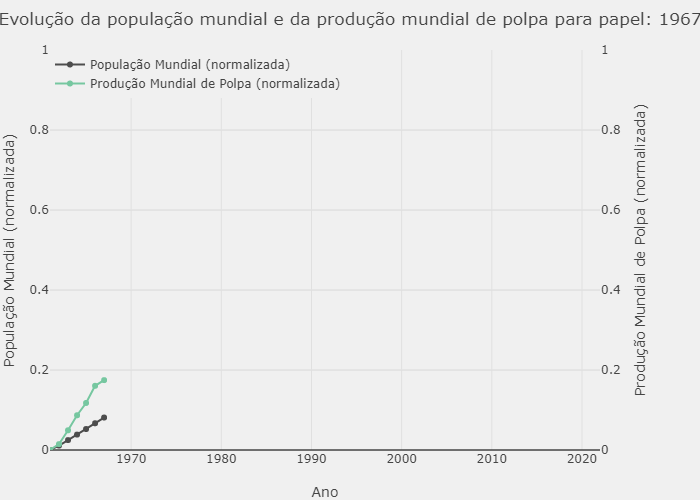 Evolução da população mundial e da produção mundial de polpa para papel: 1967
População Mundial (normalizada)
Produção Mundial de Polpa (normalizada)
1
0.8
0.6
0.4
0.2
0
1
0.8
0.6
0.4
0.2
0
População Mundial (normalizada)
Produção Mundial de Polpa (normalizada)
1970 1980 1990 2000 2010 2020
Ano